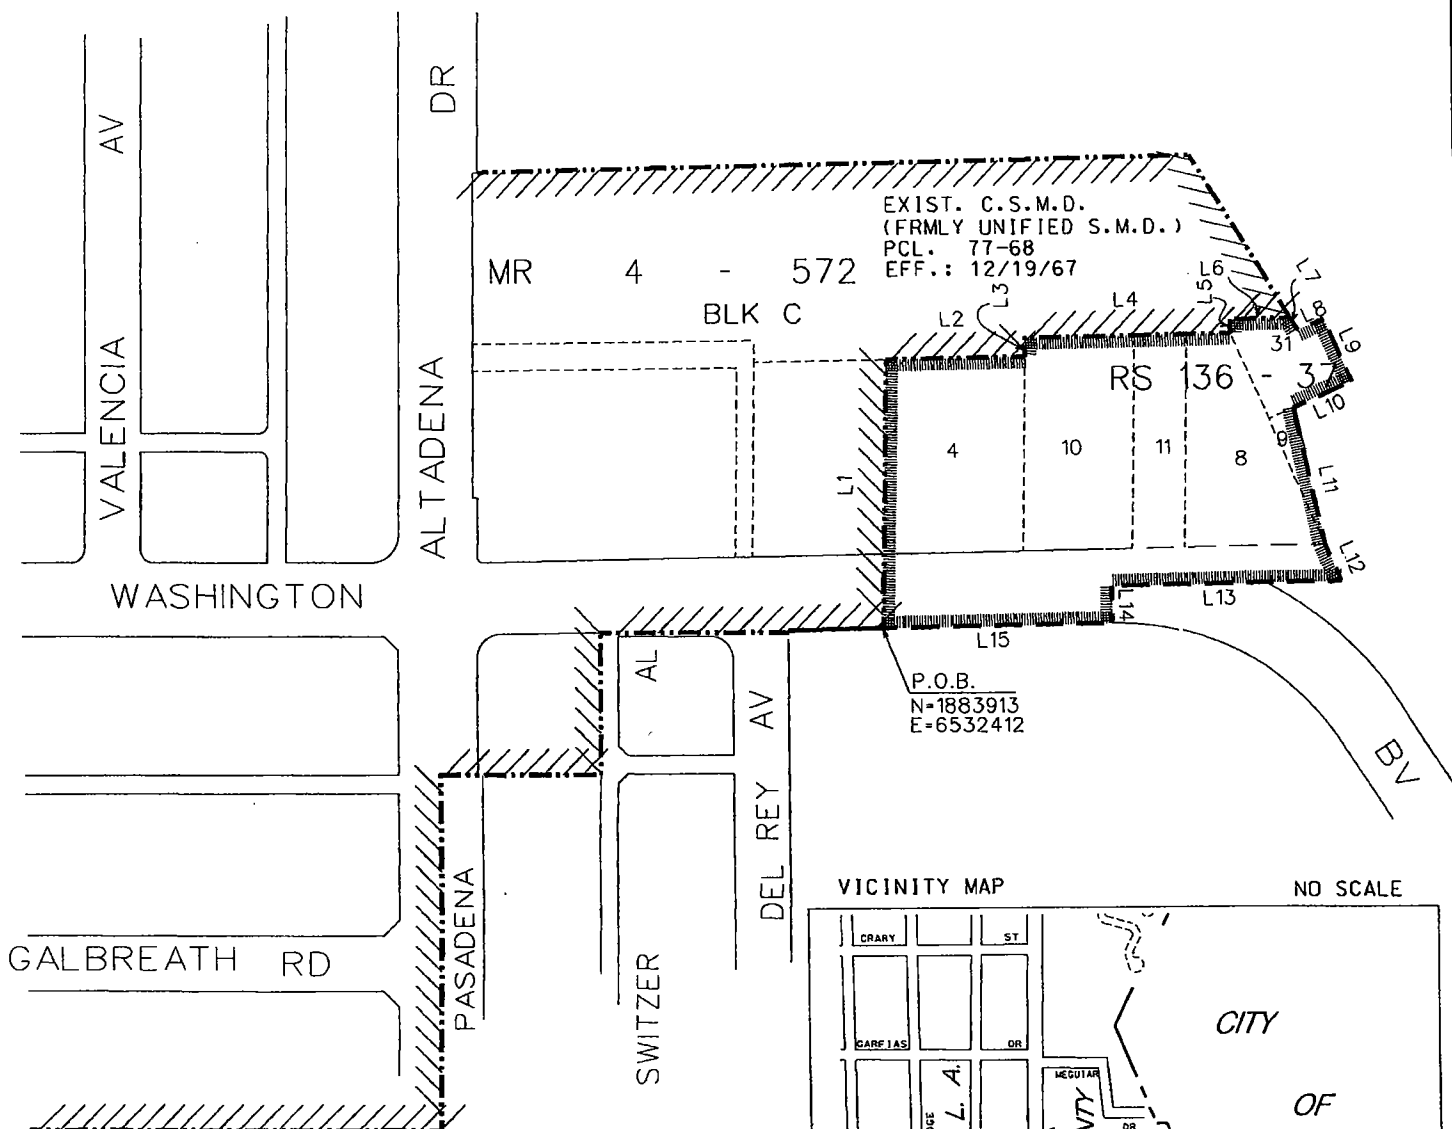 VALENCIA AV
ALTADENA DR
EXIST. C.S.M.D.
(FRMLY UNIFIED S.M.D.)
PCL. 77-68
EFF.: 12/19/67
MR 4 - 572
BLK C
L1
L2
L3
L4
L5
L6
L7
L8
L9
L10
L11
L12
L13
L14
L15
31
RS 136 - 37
4
10
11
8
9
WASHINGTON
BV
P.O.B.
N=1883913
E=6532412
AL
SWITZER
DEL REY AV
PASADENA
GALBREATH RD
VICINITY MAP
NO SCALE
CRARY ST
GARFIAS DR
MEGUIAR
DR
L. A.
CITY
OF